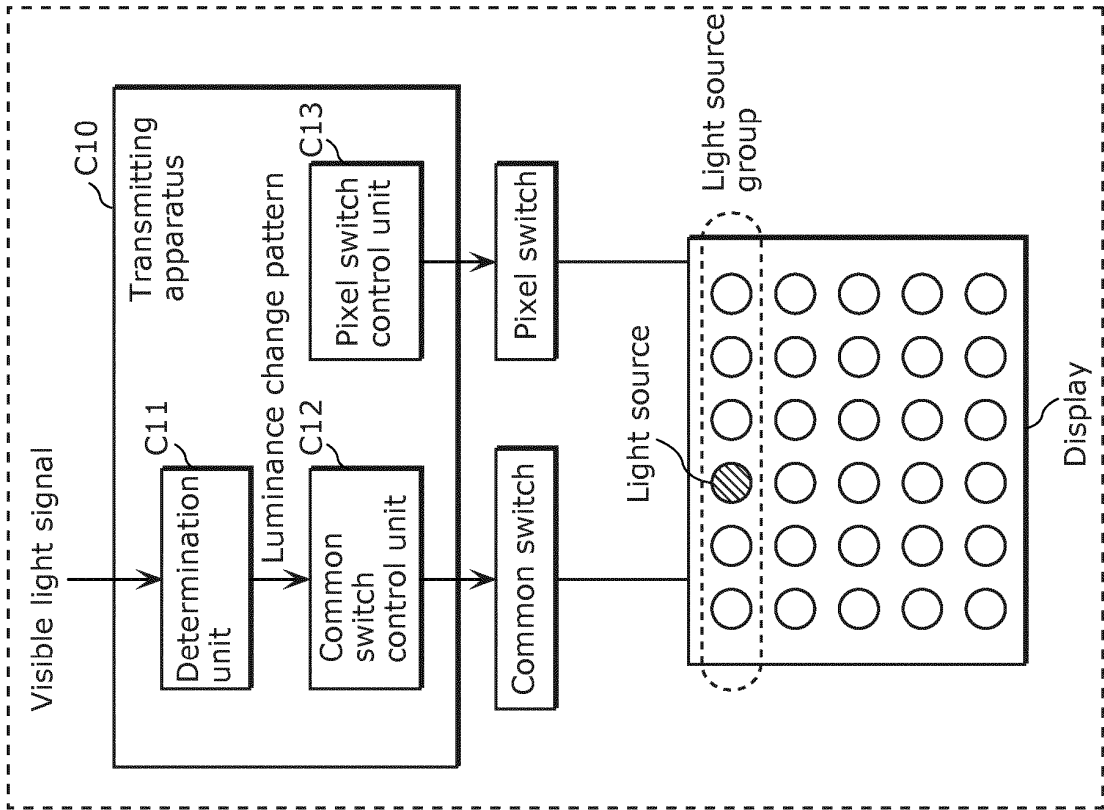 Visible light signal
C10
Transmitting
apparatus
C11
Determination
unit
Luminance change pattern
C12
Common
switch
control unit
C13
Pixel switch
control unit
Common switch
Pixel switch
Light source
Light source
group
Display